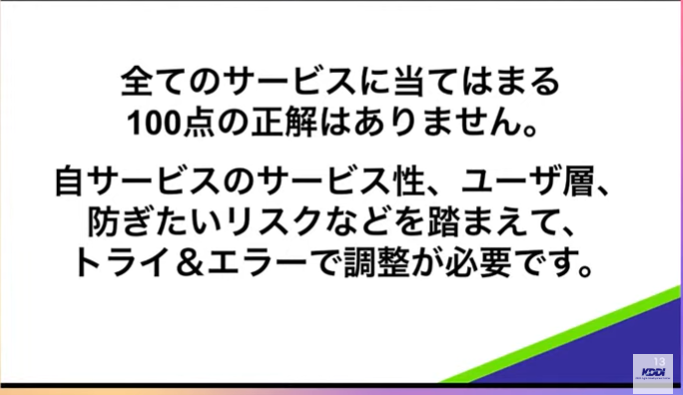 全てのサービスに当てはまる
100点の正解はありません。
自サービスのサービス性、ユーザ層、
防ぎたいリスクなどを踏まえて、
トライ＆エラーで調整が必要です。
13
KDDI